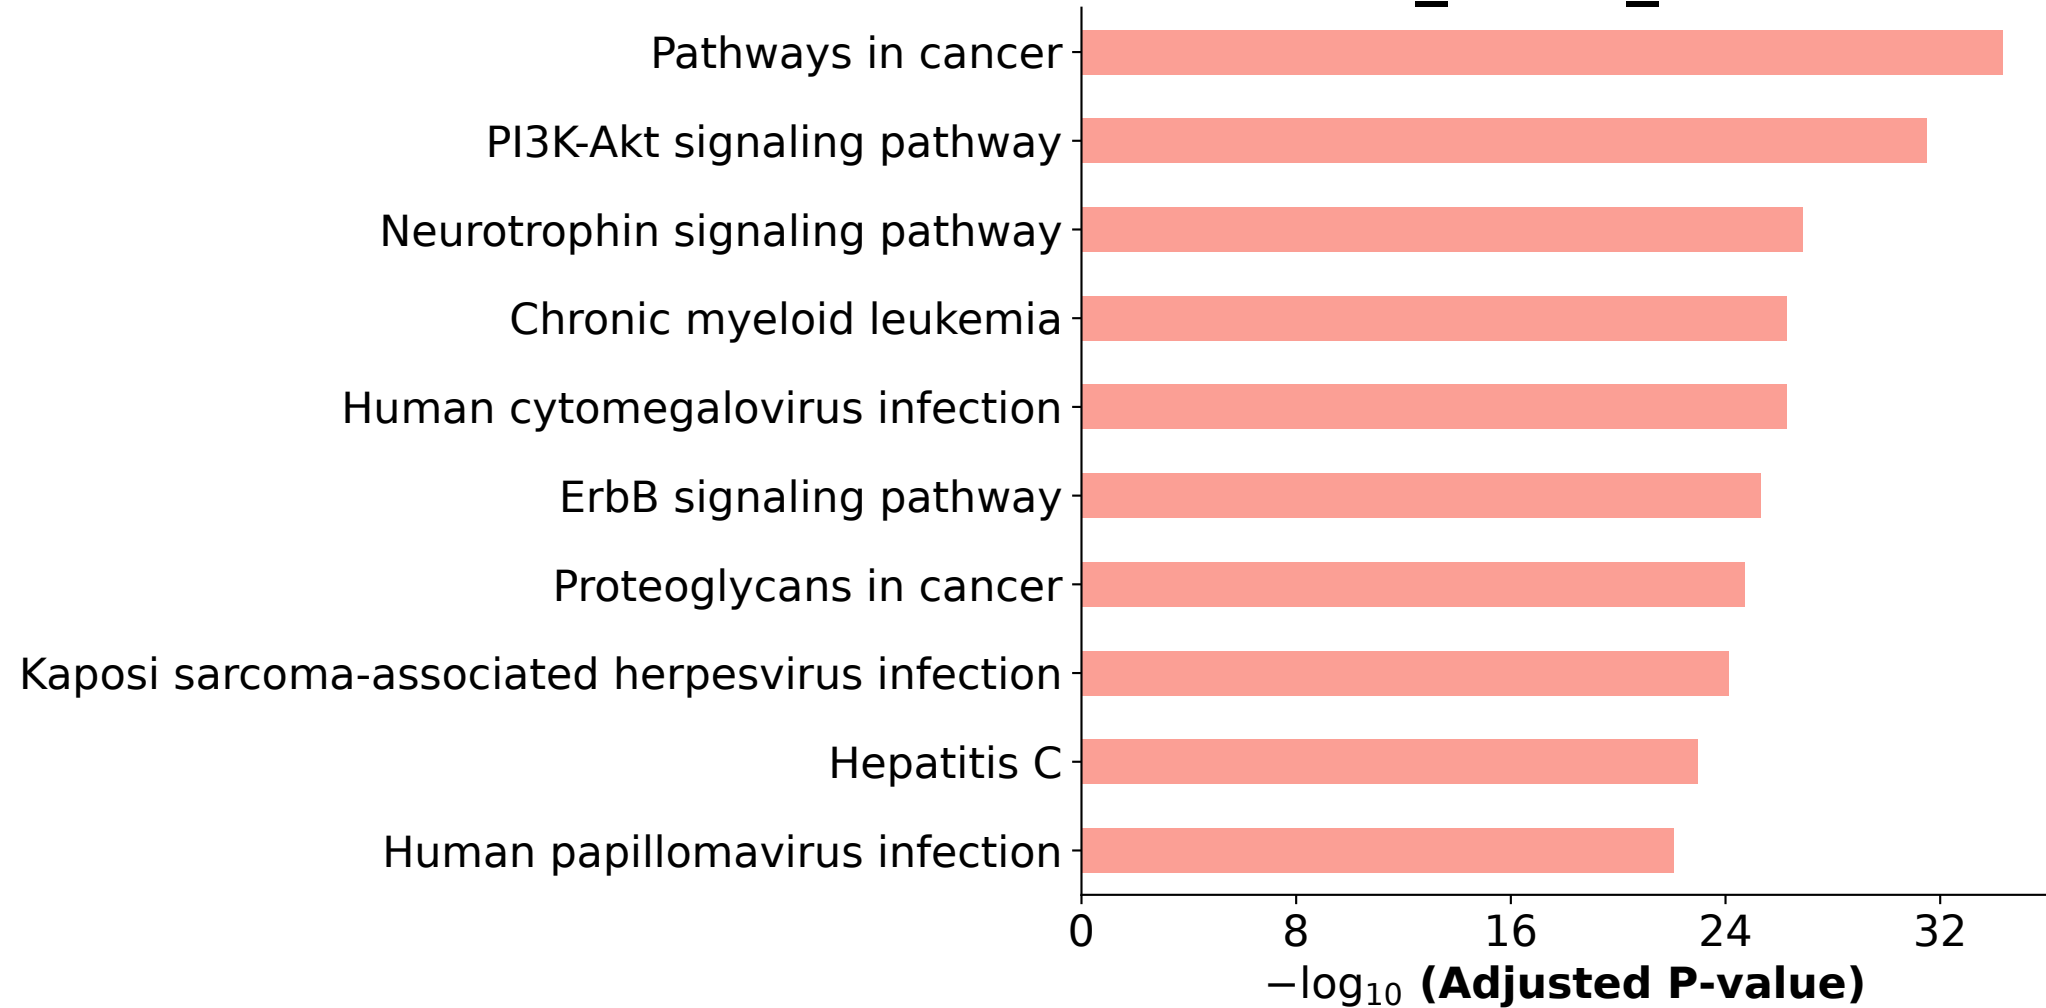 Pathways in cancer
PI3K-Akt signaling pathway
Neurotrophin signaling pathway
Chronic myeloid leukemia
Human cytomegalovirus infection
ErbB signaling pathway
Proteoglycans in cancer
Kaposi sarcoma-associated herpesvirus infection
Hepatitis C
Human papillomavirus infection
0 8 16 24 32
−log₁₀ (Adjusted P-value)